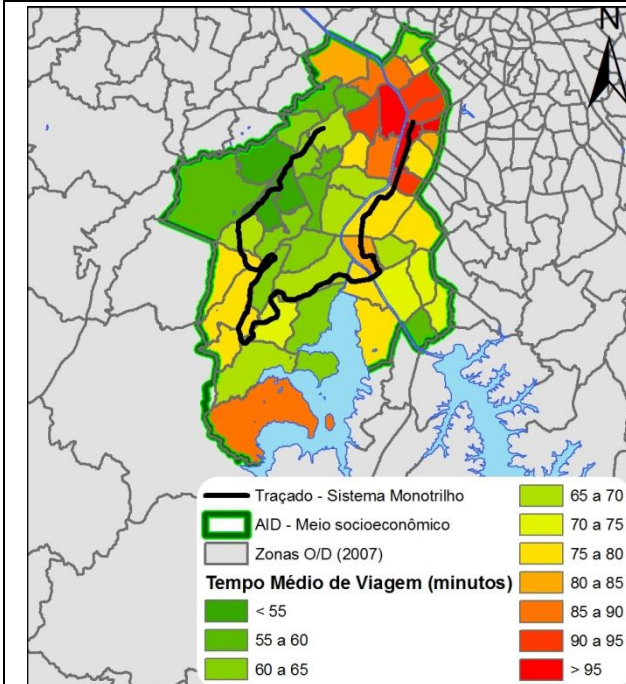 N
Traçado - Sistema Monotrilho
AID - Meio socioeconômico
Zonas O/D (2007)
Tempo Médio de Viagem (minutos)
< 55
55 a 60
60 a 65
65 a 70
70 a 75
75 a 80
80 a 85
85 a 90
90 a 95
> 95